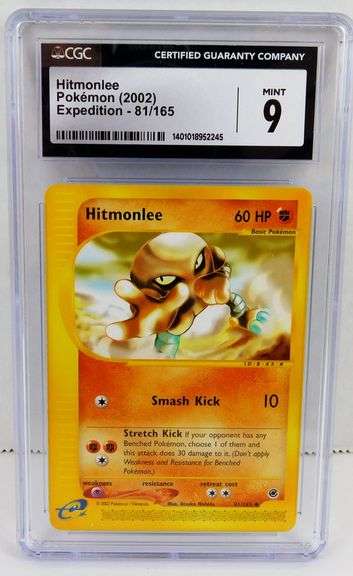 CGC
CERTIFIED GUARANTY COMPANY
Hitmonlee
Pokémon (2002)
Expedition - 81/165
MINT
9
1401018952245
Hitmonlee
60 HP
Basic Pokémon
Smash Kick 10
Stretch Kick If your opponent has any
Benched Pokémon, choose 1 of them and
this attack does 30 damage to it. (Don't apply
Weakness and Resistance for Benched
Pokémon.)
weakness resistance retreat cost
81/165
e